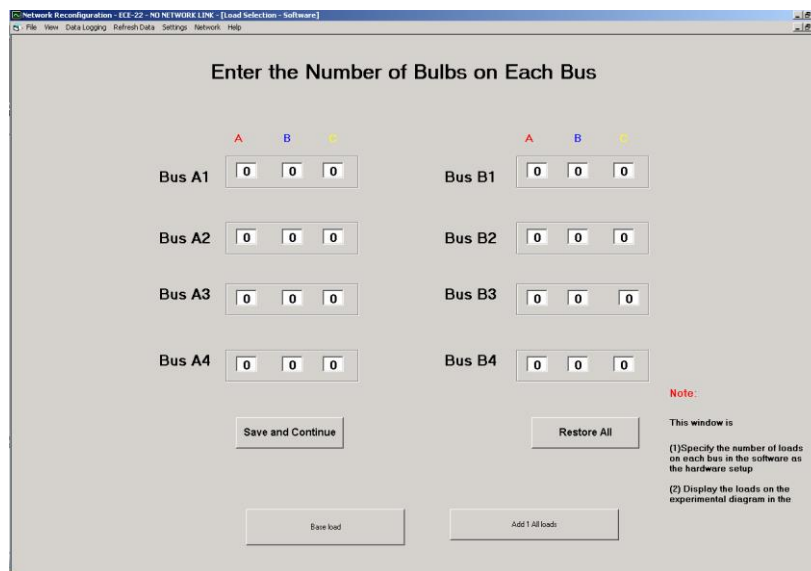 Network Reconfiguration - ECE-22 - NO NETWORK LINK - [Load Selection - Software]
File View Data Logging Refresh Data Settings Network Help
Enter the Number of Bulbs on Each Bus
A B C A B C
Bus A1 0 0 0 Bus B1 0 0 0
Bus A2 0 0 0 Bus B2 0 0 0
Bus A3 0 0 0 Bus B3 0 0 0
Bus A4 0 0 0 Bus B4 0 0 0
Save and Continue Restore All
Note:
This window is
(1)Specify the number of loads
on each bus in the software as
the hardware setup
(2) Display the loads on the
experimental diagram in the
Base load Add 1 All loads